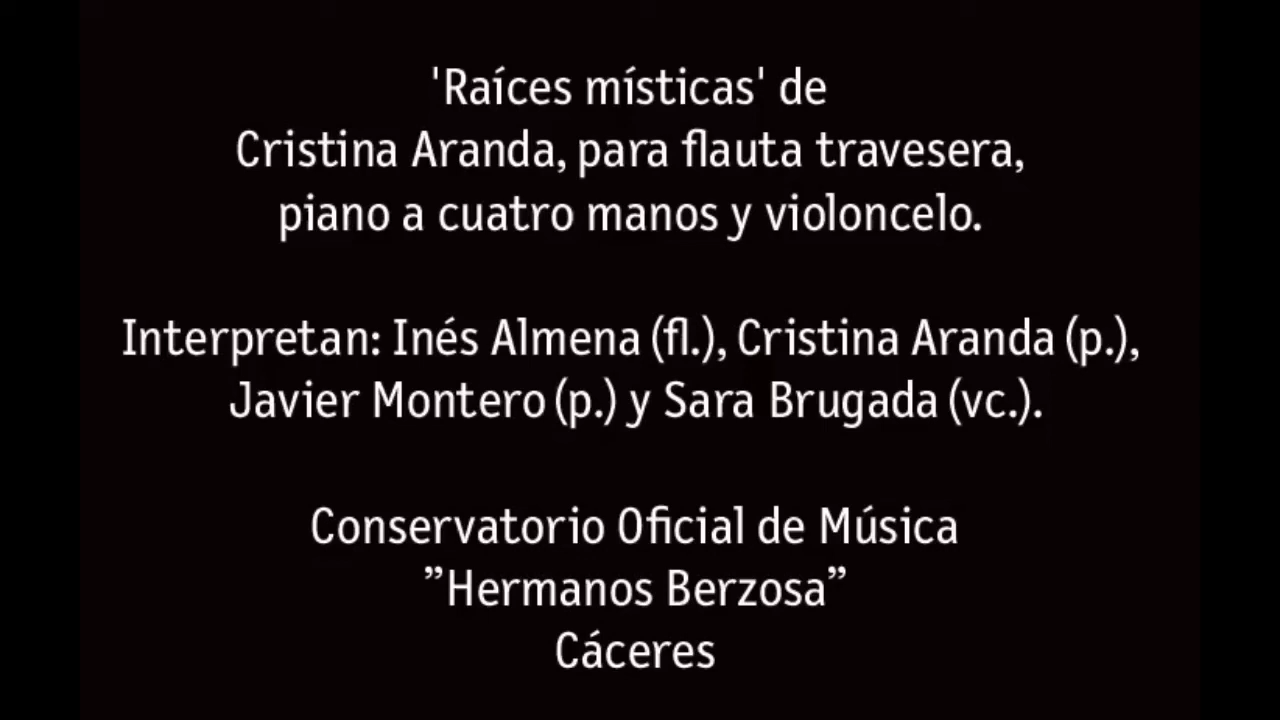 'Raíces místicas' de
Cristina Aranda, para flauta travesera,
piano a cuatro manos y violoncelo.
Interpretan: Inés Almena (fl.), Cristina Aranda (p.),
Javier Montero (p.) y Sara Brugada (vc.).
Conservatorio Oficial de Música
”Hermanos Berzosa”
Cáceres